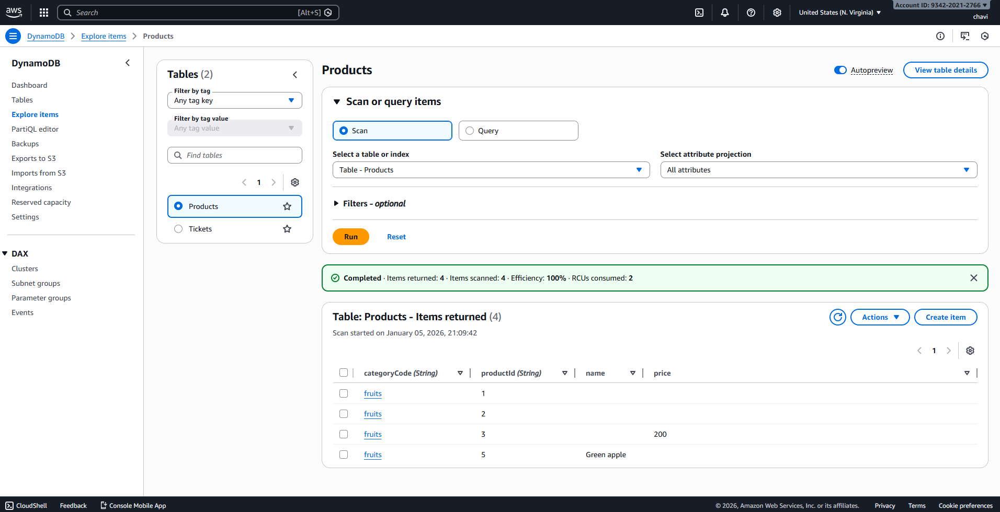 aws
Search
[Alt+S]
United States (N. Virginia)
Account ID: 9342-2021-2766
chavi
DynamoDB
Explore items
Products
DynamoDB
Dashboard
Tables
Explore items
PartiQL editor
Backups
Exports to S3
Imports from S3
Integrations
Reserved capacity
Settings
DAX
Clusters
Subnet groups
Parameter groups
Events
Tables (2)
Filter by tag
Any tag key
Filter by tag value
Any tag value
Find tables
1
Products
Tickets
Products
Autopreview
View table details
Scan or query items
Scan
Query
Select a table or index
Table - Products
Select attribute projection
All attributes
Filters - optional
Run
Reset
Completed · Items returned: 4 · Items scanned: 4 · Efficiency: 100% · RCUs consumed: 2
Table: Products - Items returned (4)
Actions
Create item
Scan started on January 05, 2026, 21:09:42
1
categoryCode (String) productId (String) name price
fruits 1
fruits 2
fruits 3 200
fruits 5 Green apple
CloudShell
Feedback
Console Mobile App
© 2026, Amazon Web Services, Inc. or its affiliates.
Privacy
Terms
Cookie preferences